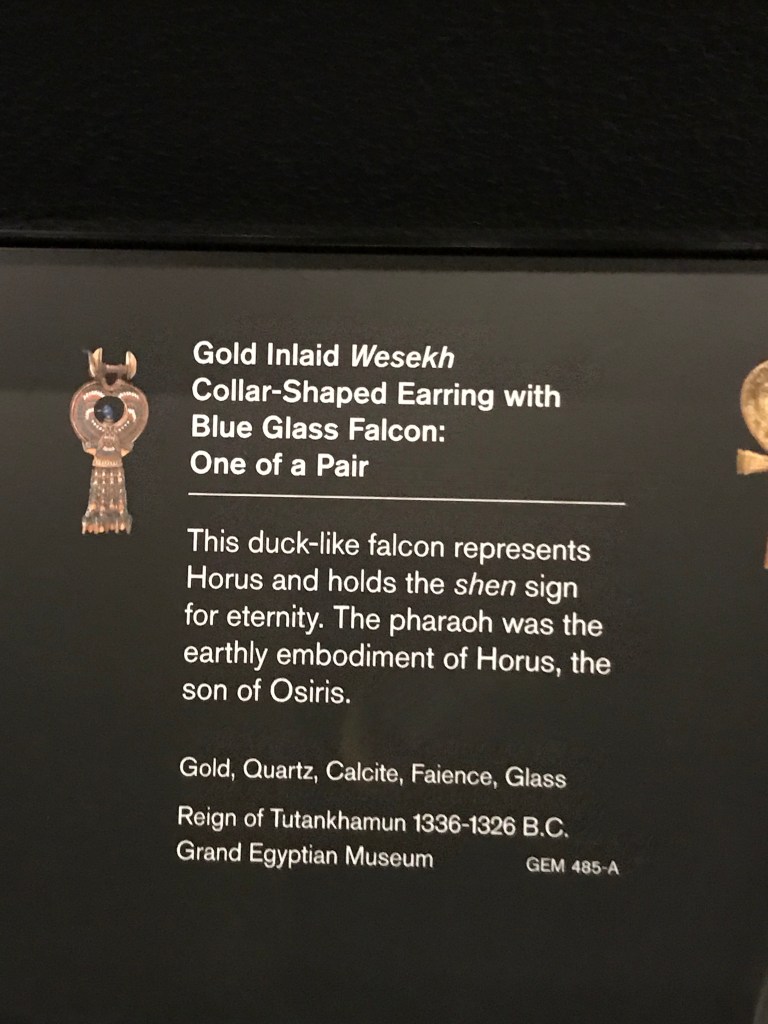 Gold Inlaid Wesekh
Collar-Shaped Earring with
Blue Glass Falcon:
One of a Pair
This duck-like falcon represents
Horus and holds the shen sign
for eternity. The pharaoh was the
earthly embodiment of Horus, the
son of Osiris.
Gold, Quartz, Calcite, Faience, Glass
Reign of Tutankhamun 1336-1326 B.C.
Grand Egyptian Museum GEM 485-A